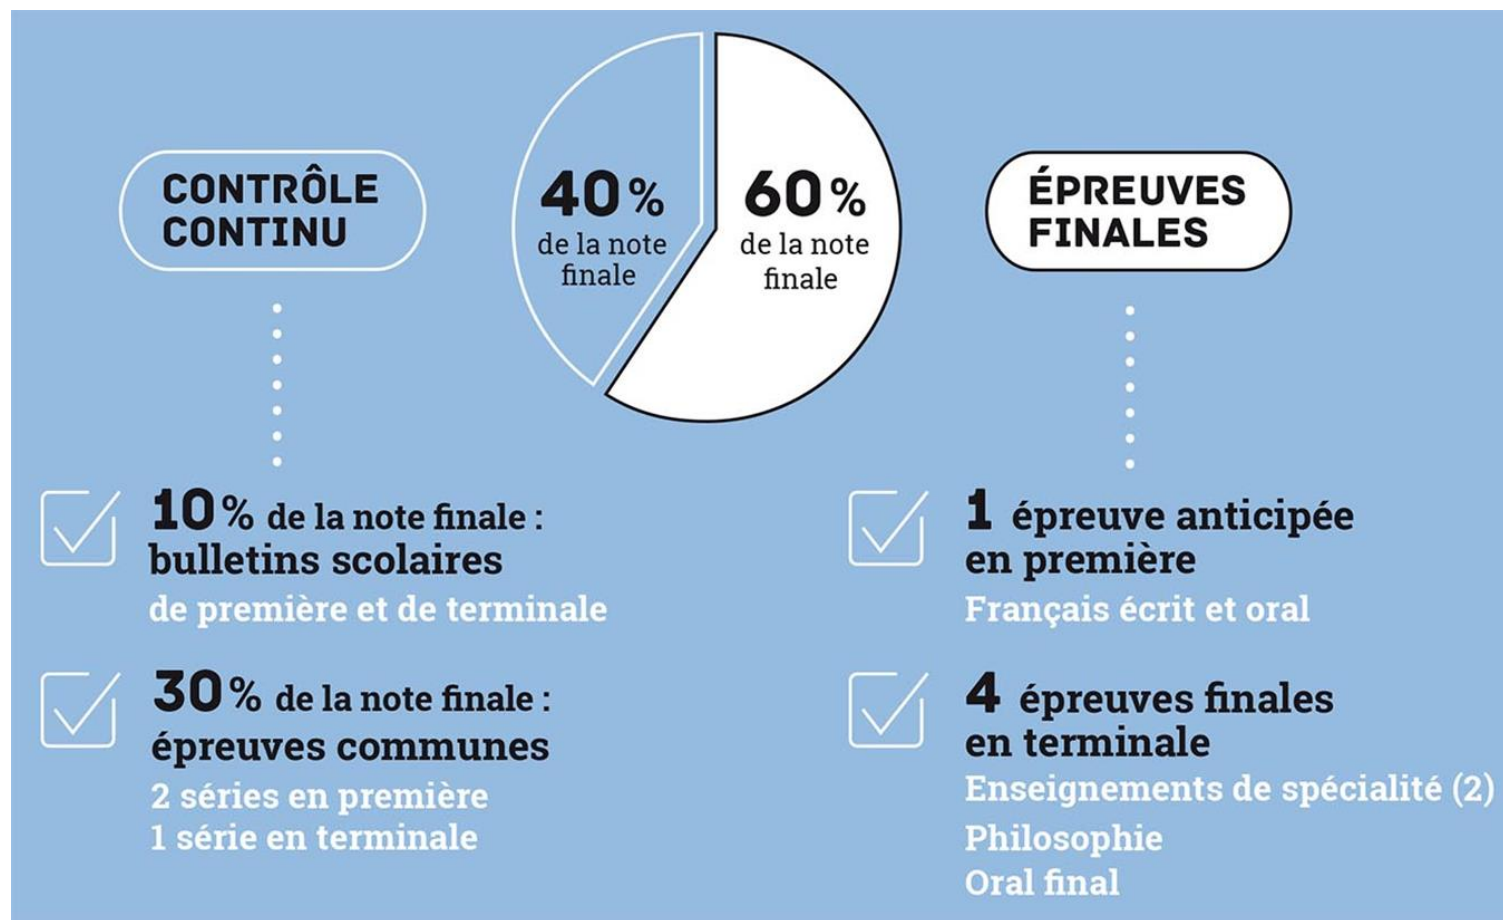 CONTRÔLE
CONTINU
40%
de la note
finale
60%
de la note
finale
ÉPREUVES
FINALES
10% de la note finale :
bulletins scolaires
de première et de terminale
30% de la note finale :
épreuves communes
2 séries en première
1 série en terminale
1 épreuve anticipée
en première
Français écrit et oral
4 épreuves finales
en terminale
Enseignements de spécialité (2)
Philosophie
Oral final